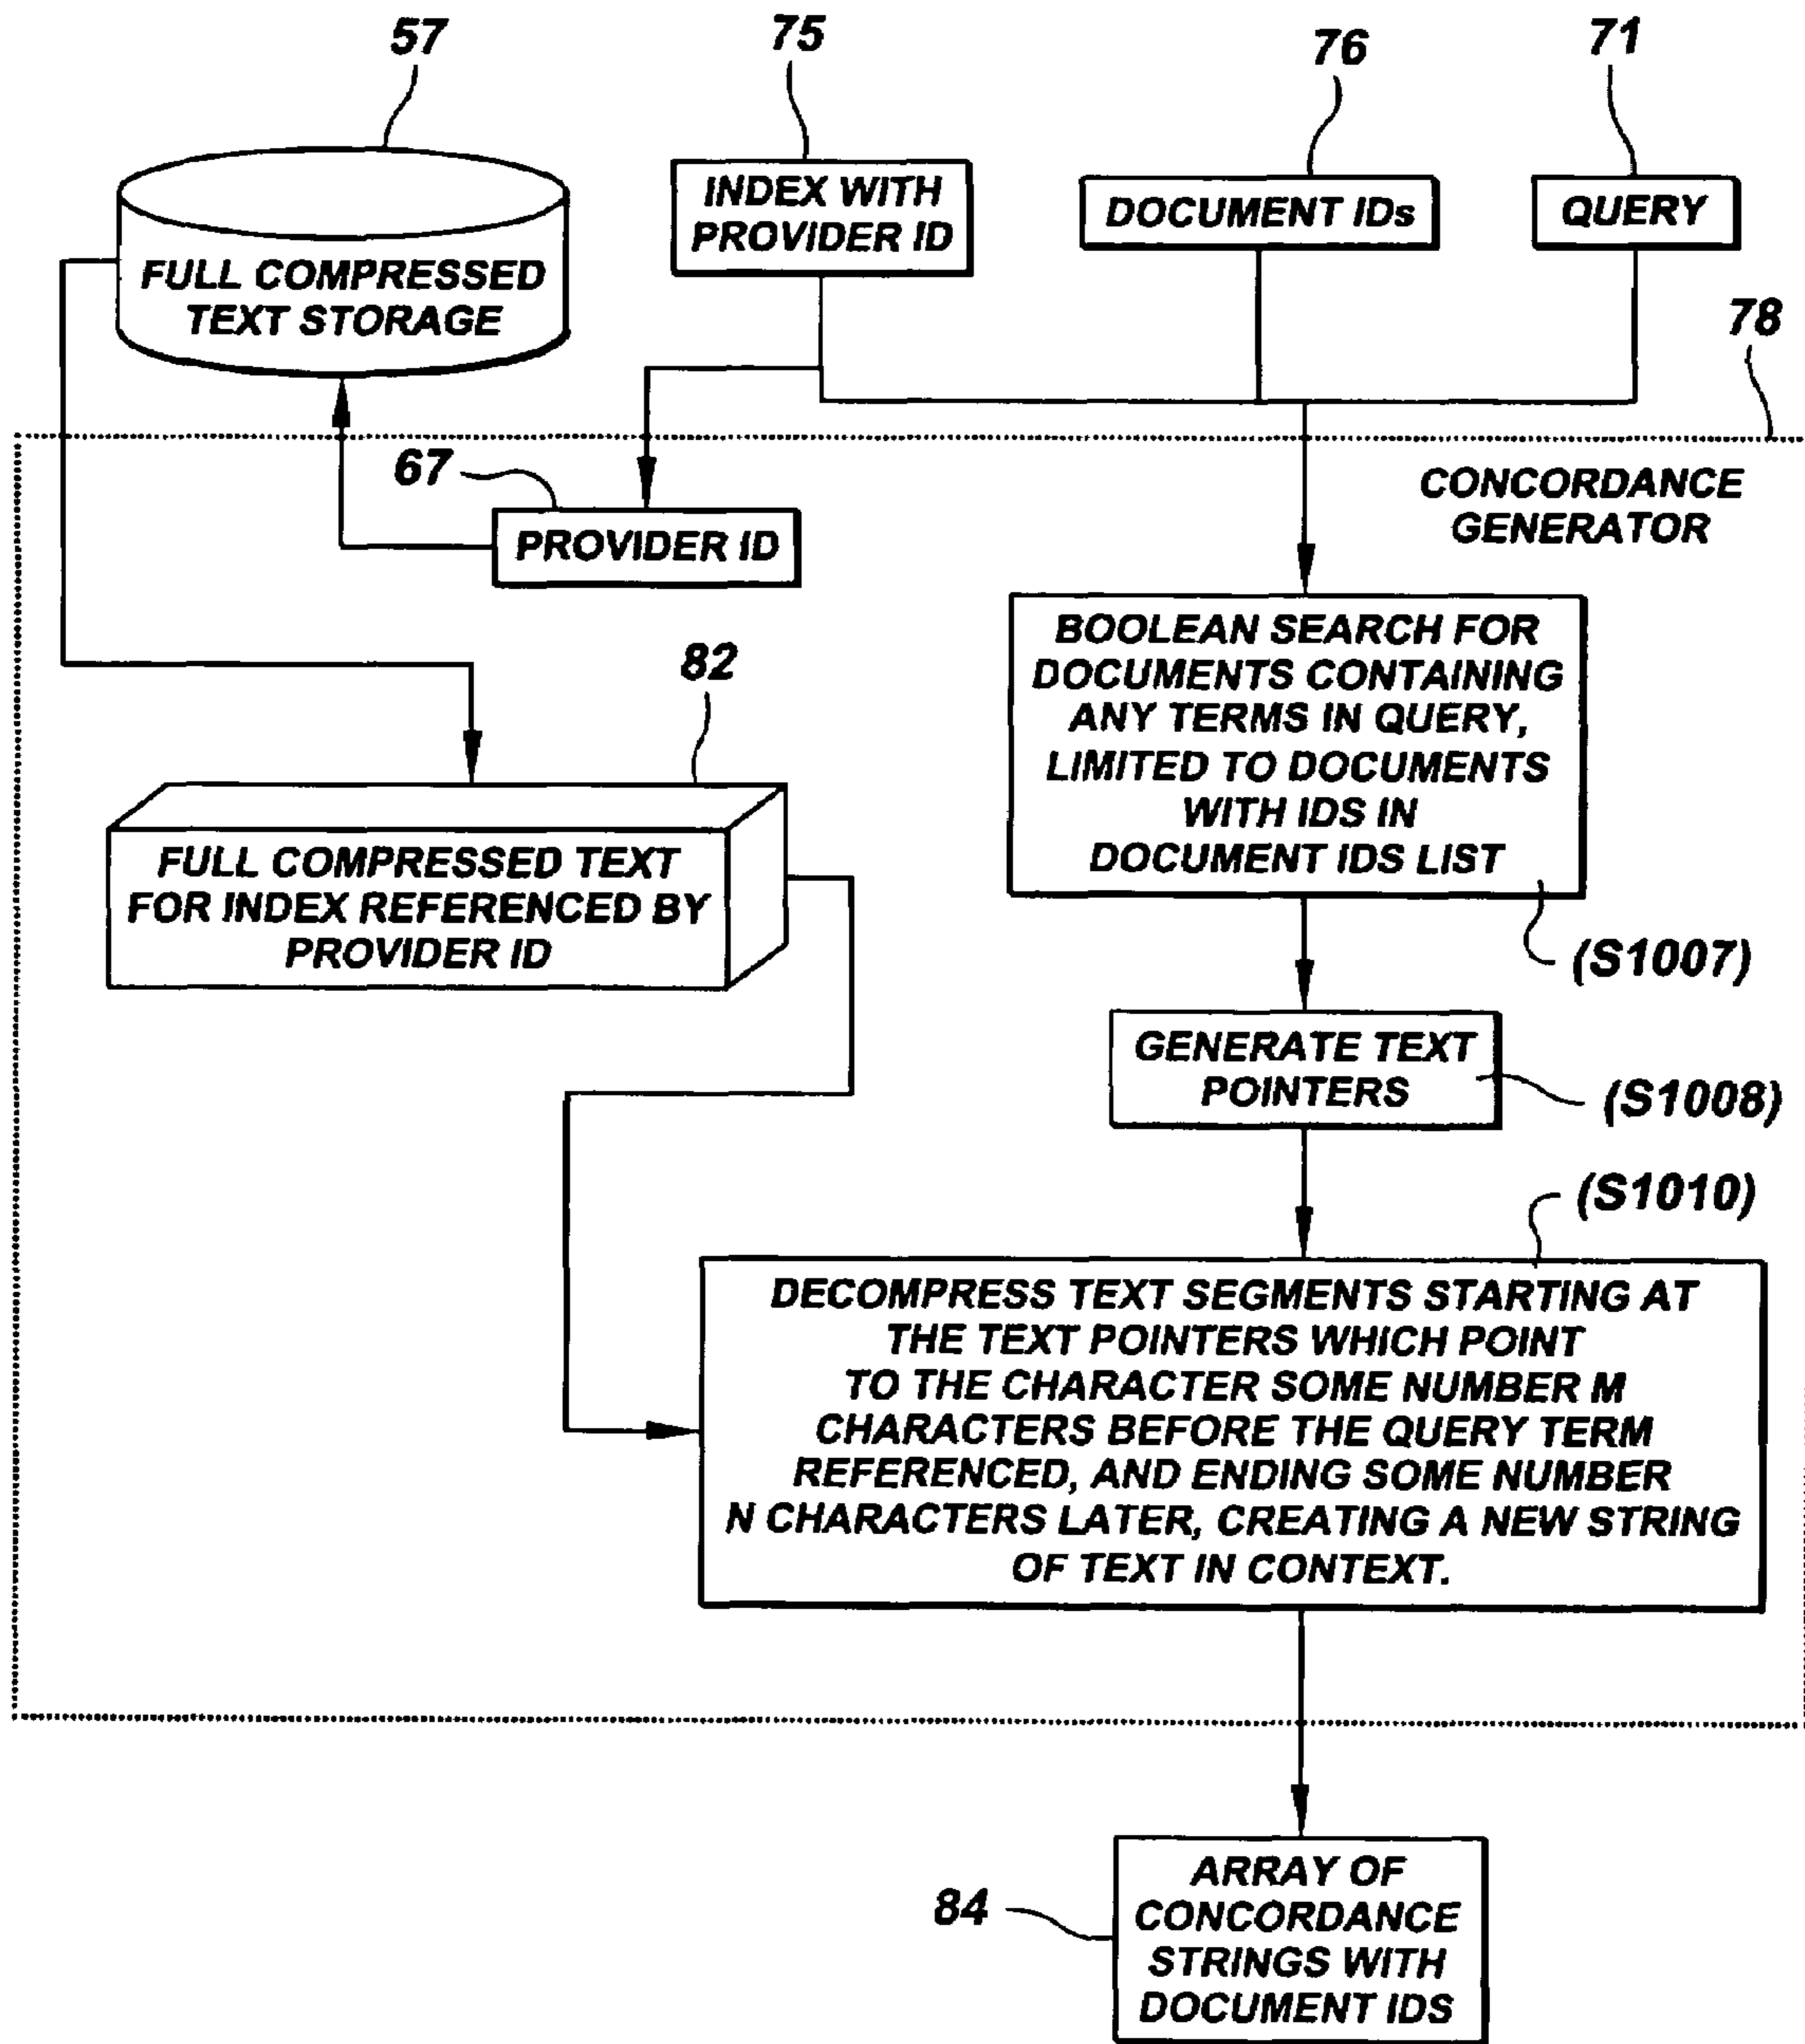 57
75
76
71
FULL COMPRESSED
TEXT STORAGE
INDEX WITH
PROVIDER ID
DOCUMENT IDs
QUERY
78
67
PROVIDER ID
CONCORDANCE
GENERATOR
82
FULL COMPRESSED TEXT
FOR INDEX REFERENCED BY
PROVIDER ID
BOOLEAN SEARCH FOR
DOCUMENTS CONTAINING
ANY TERMS IN QUERY,
LIMITED TO DOCUMENTS
WITH IDS IN
DOCUMENT IDS LIST
(S1007)
GENERATE TEXT
POINTERS
(S1008)
(S1010)
DECOMPRESS TEXT SEGMENTS STARTING AT
THE TEXT POINTERS WHICH POINT
TO THE CHARACTER SOME NUMBER M
CHARACTERS BEFORE THE QUERY TERM
REFERENCED, AND ENDING SOME NUMBER
N CHARACTERS LATER, CREATING A NEW STRING
OF TEXT IN CONTEXT.
84
ARRAY OF
CONCORDANCE
STRINGS WITH
DOCUMENT IDS